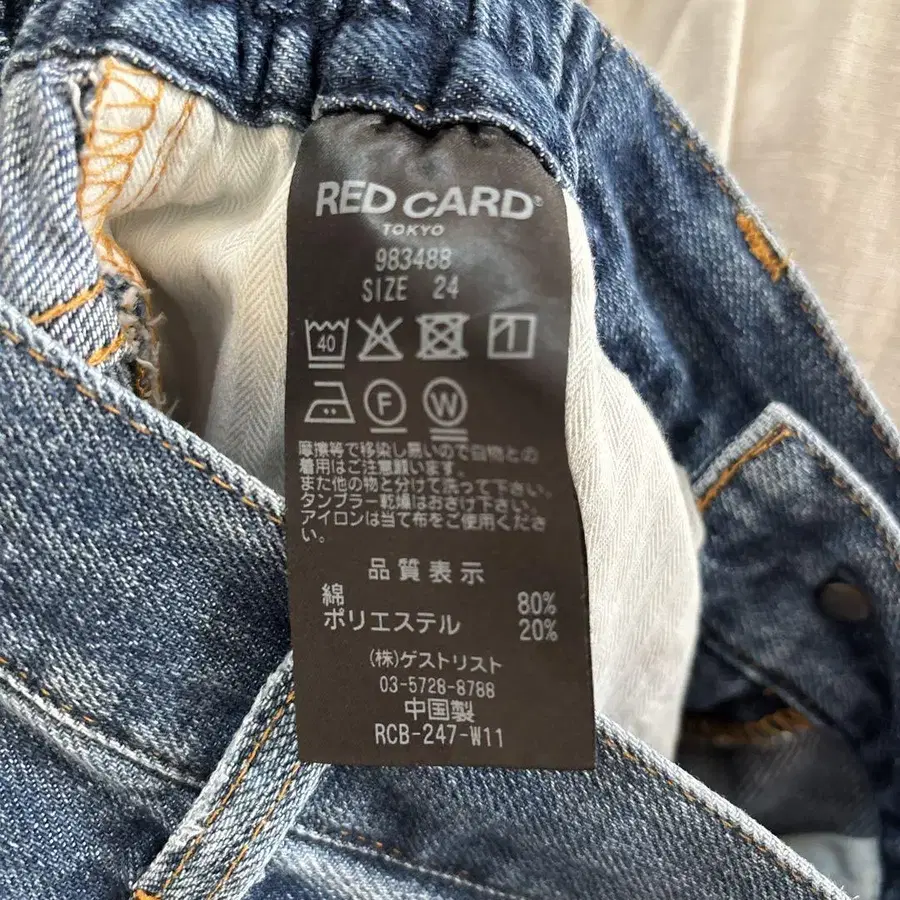 RED CARD®
TOKYO
983488
SIZE 24
40
F W
摩擦等で移染し易いので白物との
着用はご注意願います。
また他の物と分けて洗って下さい。
タンブラー乾燥はおさけ下さい。
アイロンは当て布をご使用くださ
い。
品質表示
綿 80%
ポリエステル 20%
(株)ゲストリスト
03-5728-8788
中国製
RCB-247-W11